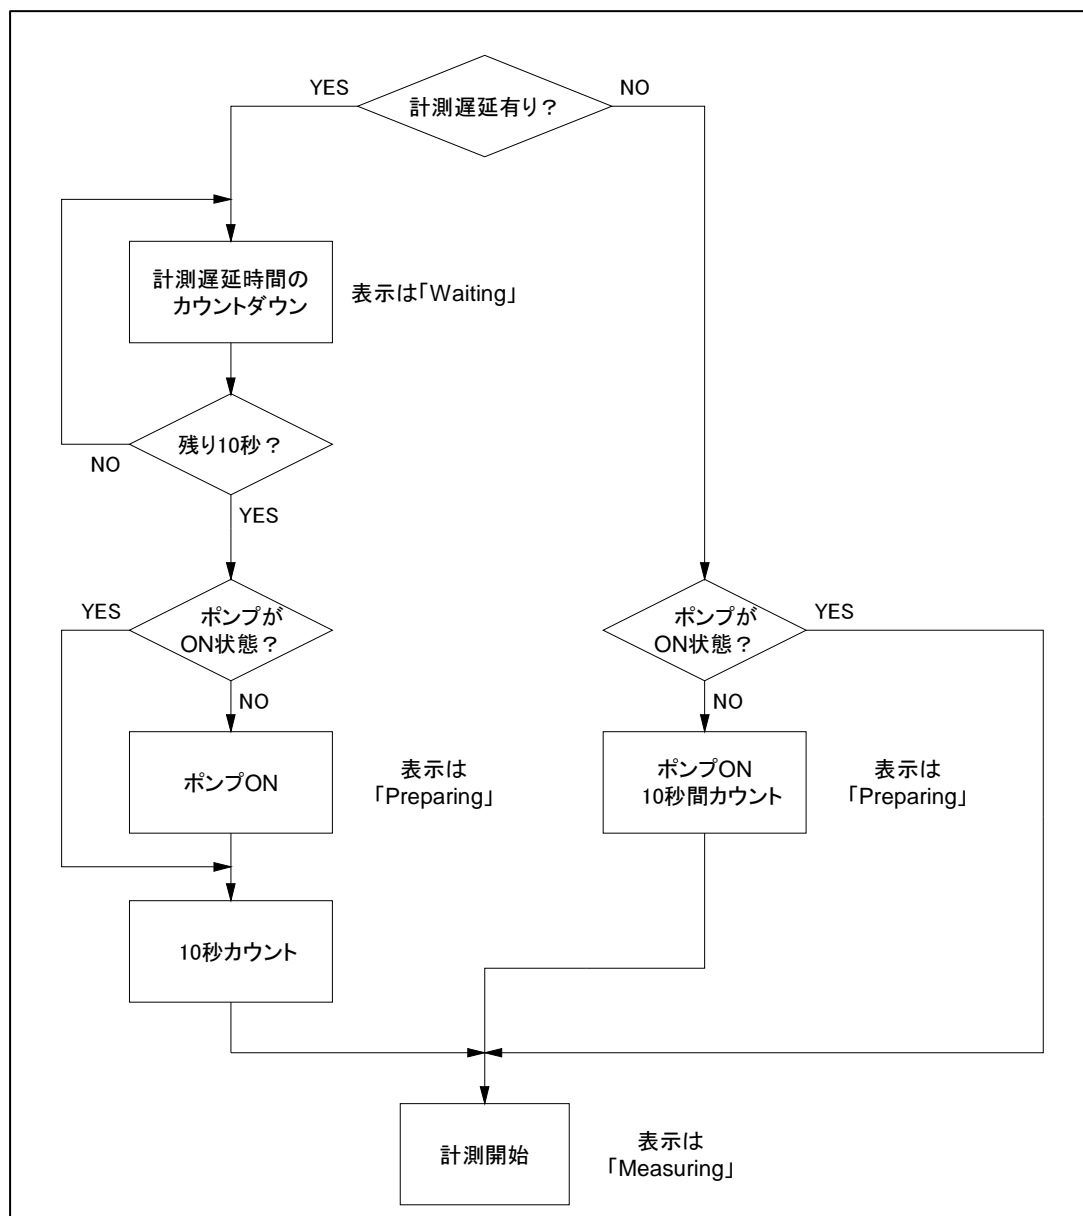 YES
計測遅延有り？
NO
計測遅延時間の
カウントダウン
表示は「Waiting」
残り10秒？
NO
YES
YES
ポンプが
ON状態？
NO
ポンプON
表示は
「Preparing」
10秒カウント
ポンプが
ON状態？
YES
NO
ポンプON
10秒間カウント
表示は
「Preparing」
計測開始
表示は
「Measuring」